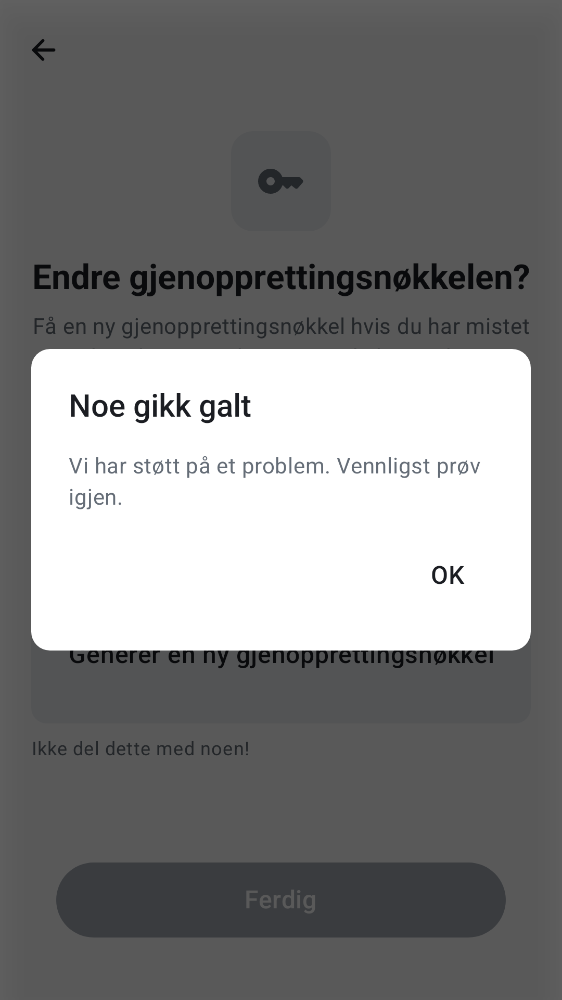 Endre gjenopprettingsnøkkelen?
Få en ny gjenopprettingsnøkkel hvis du har mistet
Noe gikk galt
Vi har støtt på et problem. Vennligst prøv
igjen.
OK
Generer en ny gjenopprettingsnøkkel
Ikke del dette med noen!
Ferdig